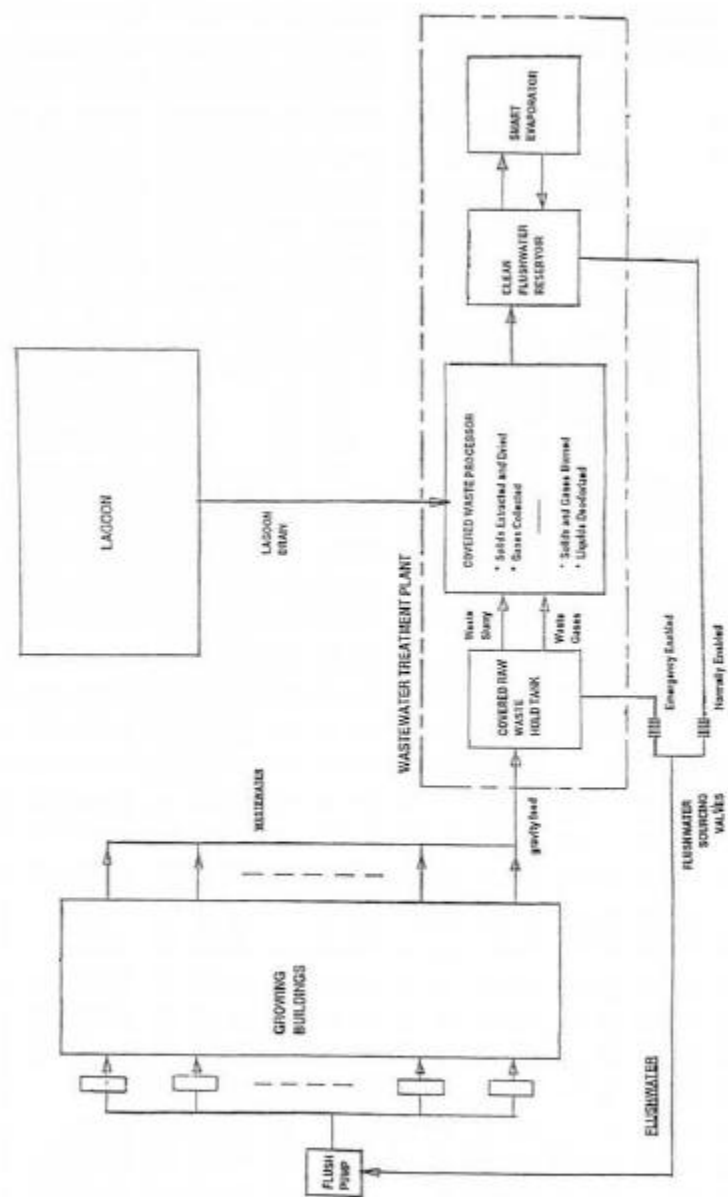 LAGOON
LAGOON
DRAIN
WASTEWATER TREATMENT PLANT
COVERED RAW
WASTE
HOLD TANK
Waste
Slurry
Waste
Gases
COVERED WASTE PROCESSOR
* Solids Extracted and Dried
* Gases Collected
* Solids and Gases Burned
* Liquids Deodorized
CLEAN
FLUSHWATER
RESERVOIR
SMART
EVAPORATOR
WASTEWATER
gravity feed
GROWING
BUILDINGS
FLUSH
PUMP
FLUSHWATER
FLUSHWATER
SOURCING
VALVES
Emergency Enabled
Normally Enabled